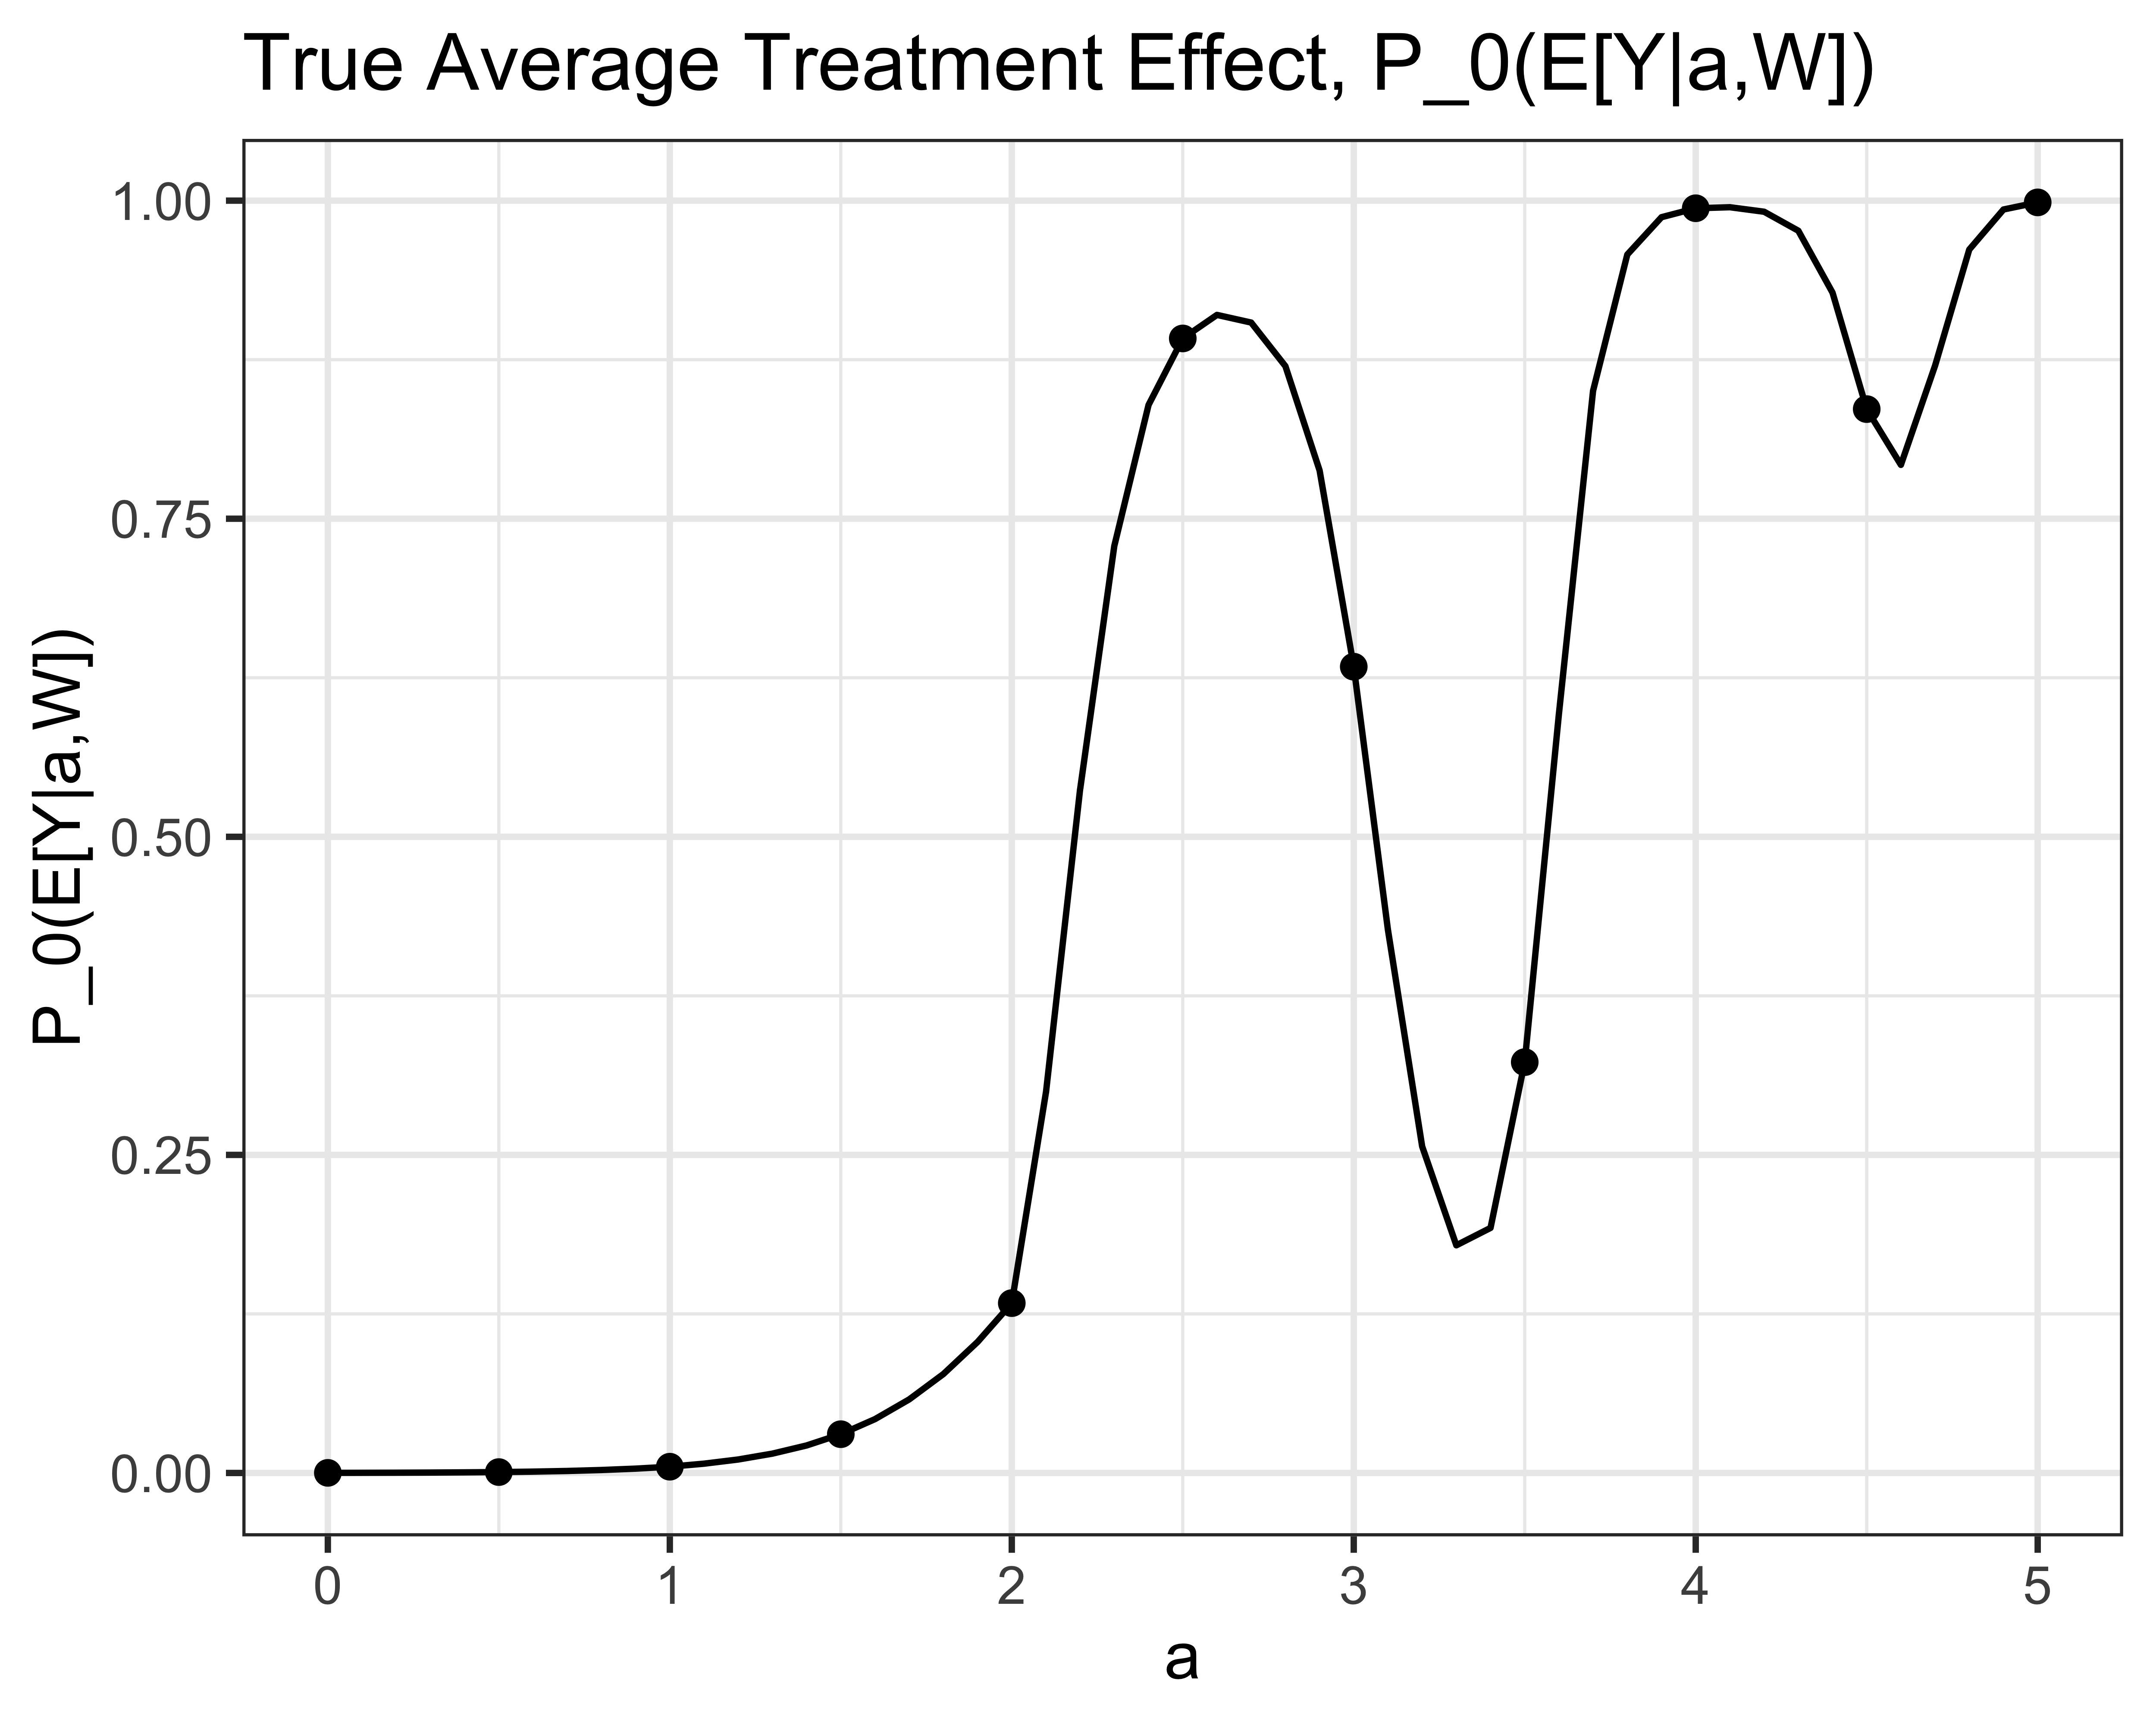 True Average Treatment Effect, P_0(E[Y|a,W])
P_0(E[Y|a,W])
1.00
0.75
0.50
0.25
0.00
0 1 2 3 4 5
a